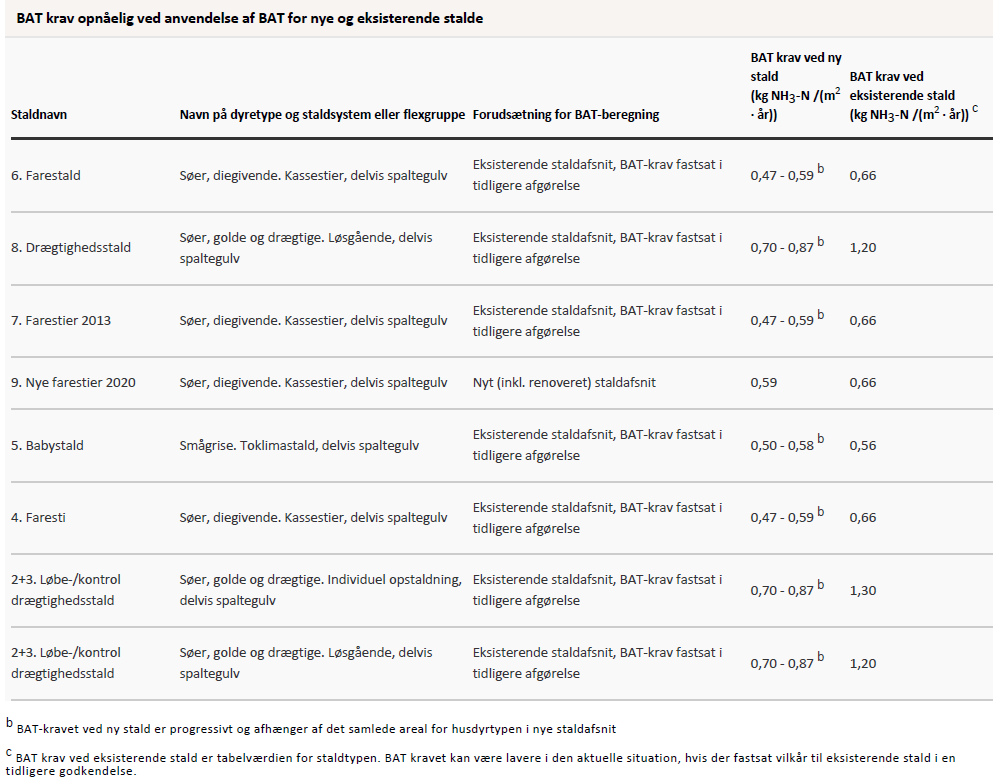 BAT krav opnåelig ved anvendelse af BAT for nye og eksisterende stalde
Staldnavn
Navn på dyretype og staldsystem eller flexgruppe
Forudsætning for BAT-beregning
BAT krav ved ny
stald
(kg NH3-N /(m2
· år))
BAT krav ved
eksisterende stald
(kg NH3-N /(m2 · år)) c
6. Farestald
Søer, diegivende. Kassestier, delvis spaltegulv
Eksisterende staldafsnit, BAT-krav fastsat i
tidligere afgørelse
0,47 - 0,59 b
0,66
8. Drægtighedsstald
Søer, golde og drægtige. Løsgående, delvis
spaltegulv
Eksisterende staldafsnit, BAT-krav fastsat i
tidligere afgørelse
0,70 - 0,87 b
1,20
7. Farestier 2013
Søer, diegivende. Kassestier, delvis spaltegulv
Eksisterende staldafsnit, BAT-krav fastsat i
tidligere afgørelse
0,47 - 0,59 b
0,66
9. Nye farestier 2020
Søer, diegivende. Kassestier, delvis spaltegulv
Nyt (inkl. renoveret) staldafsnit
0,59
0,66
5. Babystald
Smågrise. Toklimastald, delvis spaltegulv
Eksisterende staldafsnit, BAT-krav fastsat i
tidligere afgørelse
0,50 - 0,58 b
0,56
4. Faresti
Søer, diegivende. Kassestier, delvis spaltegulv
Eksisterende staldafsnit, BAT-krav fastsat i
tidligere afgørelse
0,47 - 0,59 b
0,66
2+3. Løbe-/kontrol
drægtighedsstald
Søer, golde og drægtige. Individuel opstaldning,
delvis spaltegulv
Eksisterende staldafsnit, BAT-krav fastsat i
tidligere afgørelse
0,70 - 0,87 b
1,30
2+3. Løbe-/kontrol
drægtighedsstald
Søer, golde og drægtige. Løsgående, delvis
spaltegulv
Eksisterende staldafsnit, BAT-krav fastsat i
tidligere afgørelse
0,70 - 0,87 b
1,20
b BAT-kravet ved ny stald er progressivt og afhænger af det samlede areal for husdyrtypen i nye staldafsnit
c BAT krav ved eksisterende stald er tabelværdien for staldtypen. BAT kravet kan være lavere i den aktuelle situation, hvis der fastsat vilkår til eksisterende stald i en
tidligere godkendelse.